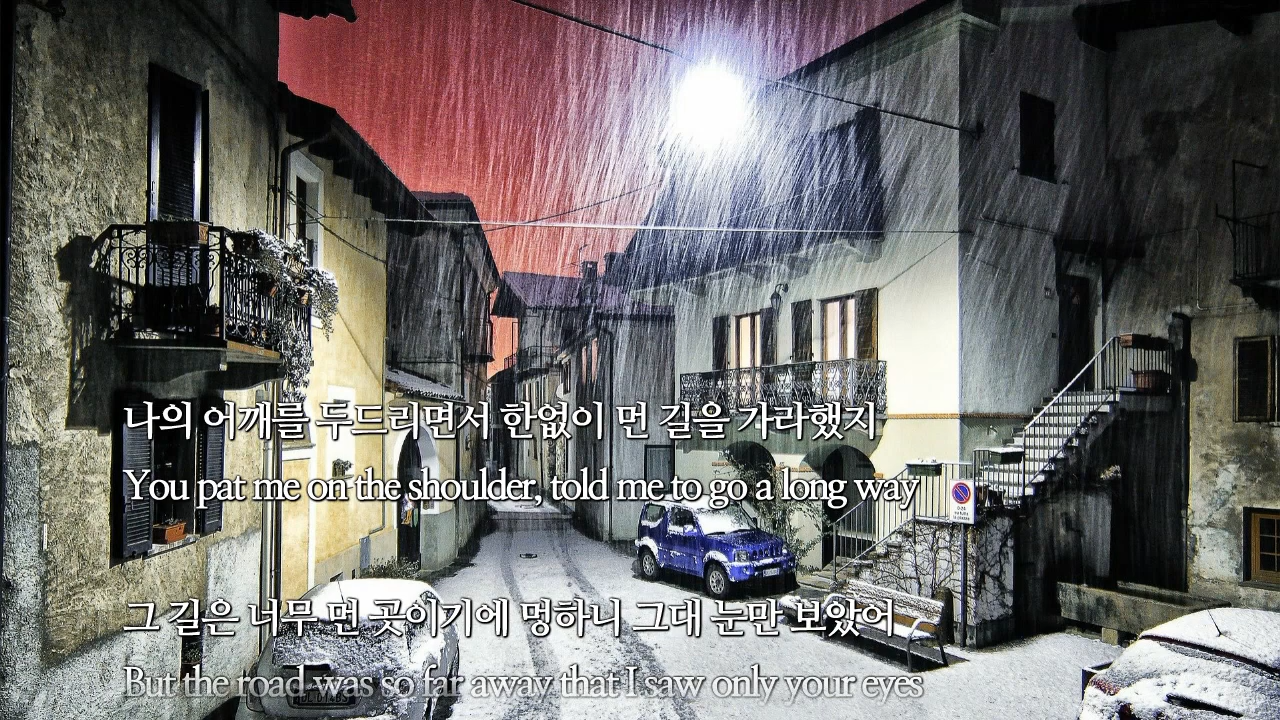 나의 어깨를 두드리면서 한없이 먼 길을 가라했지
You pat me on the shoulder, told me to go a long way
그 길은 너무 먼 곳이기에 멍하니 그대 눈만 보았어
But the road was so far away that I saw only your eyes